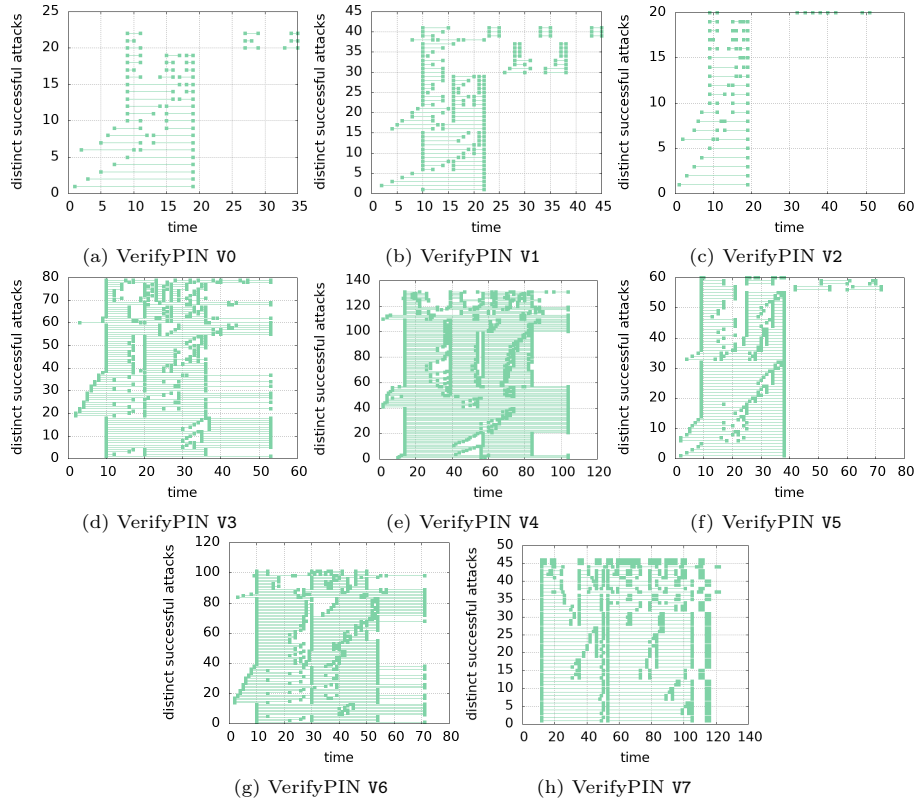 distinct successful attacks
25
20
15
10
5
0
0 5 10 15 20 25 30 35
time
(a) VerifyPIN V0
distinct successful attacks
45
40
35
30
25
20
15
10
5
0
0 5 10 15 20 25 30 35 40 45
time
(b) VerifyPIN V1
distinct successful attacks
20
15
10
5
0
0 10 20 30 40 50 60
time
(c) VerifyPIN V2
distinct successful attacks
80
70
60
50
40
30
20
10
0
0 10 20 30 40 50 60
time
(d) VerifyPIN V3
distinct successful attacks
140
120
100
80
60
40
20
0
0 20 40 60 80 100 120
time
(e) VerifyPIN V4
distinct successful attacks
60
50
40
30
20
10
0
0 10 20 30 40 50 60 70 80
time
(f) VerifyPIN V5
distinct successful attacks
120
100
80
60
40
20
0
0 10 20 30 40 50 60 70 80
time
(g) VerifyPIN V6
distinct successful attacks
50
45
40
35
30
25
20
15
10
5
0
0 20 40 60 80 100 120 140
time
(h) VerifyPIN V7